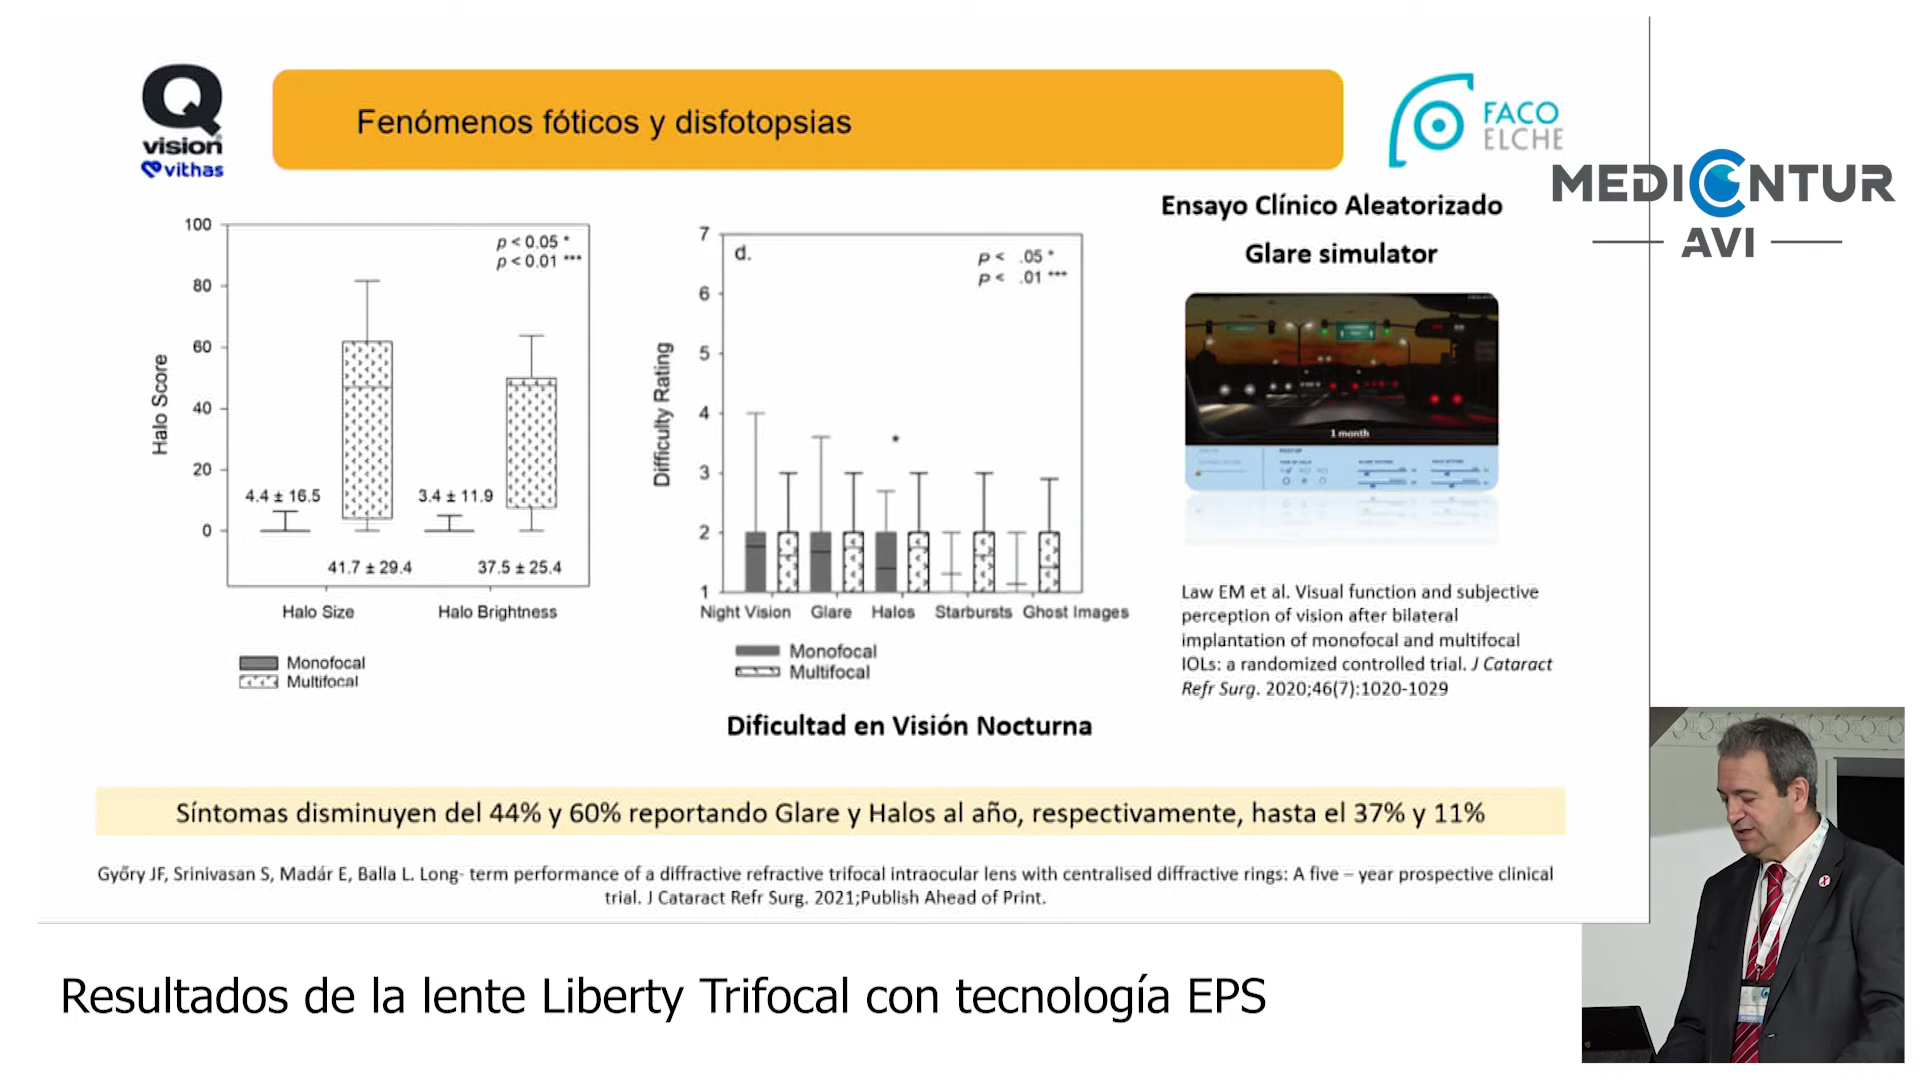 Q
vision
vithas
Fenómenos fóticos y disfotopsias
FACO
ELCHE
MEDICNTUR
AVI
Ensayo Clínico Aleatorizado
Glare simulator
1 month
100
80
60
40
20
0
Halo Score
p < 0.05 *
p < 0.01 ***
4.4 ± 16.5
3.4 ± 11.9
41.7 ± 29.4
37.5 ± 25.4
Halo Size
Halo Brightness
Monofocal
Multifocal
7
6
5
4
3
2
1
Difficulty Rating
d.
p < .05 *
p < .01 ***
*
Night Vision
Glare
Halos
Starbursts
Ghost Images
Monofocal
Multifocal
Dificultad en Visión Nocturna
Law EM et al. Visual function and subjective
perception of vision after bilateral
implantation of monofocal and multifocal
IOLs: a randomized controlled trial. J Cataract
Refr Surg. 2020;46(7):1020-1029
Síntomas disminuyen del 44% y 60% reportando Glare y Halos al año, respectivamente, hasta el 37% y 11%
Győry JF, Srinivasan S, Madár E, Balla L. Long- term performance of a diffractive refractive trifocal intraocular lens with centralised diffractive rings: A five – year prospective clinical
trial. J Cataract Refr Surg. 2021;Publish Ahead of Print.
Resultados de la lente Liberty Trifocal con tecnología EPS